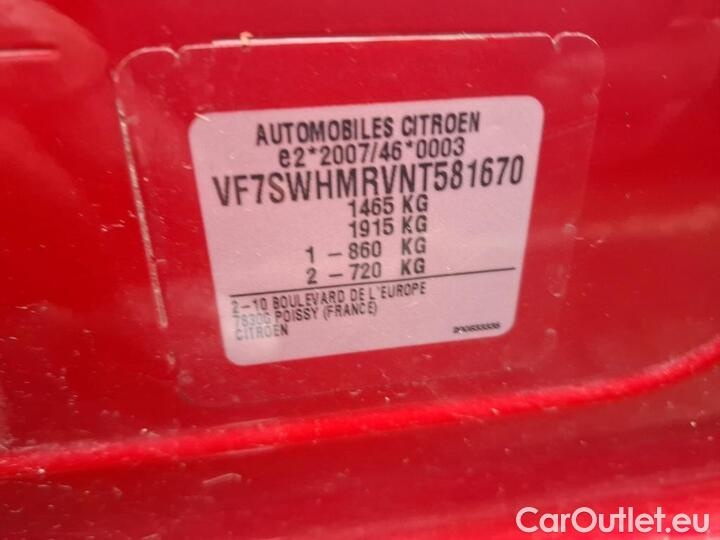 AUTOMOBILES CITROEN
e2*2007/46*0003
VF7SWHMRVNT581670
1465 KG
1915 KG
1 - 860 KG
2 - 720 KG
2-10 BOULEVARD DE L'EUROPE
78300 POISSY (FRANCE)
CITROEN
CarOutlet.eu